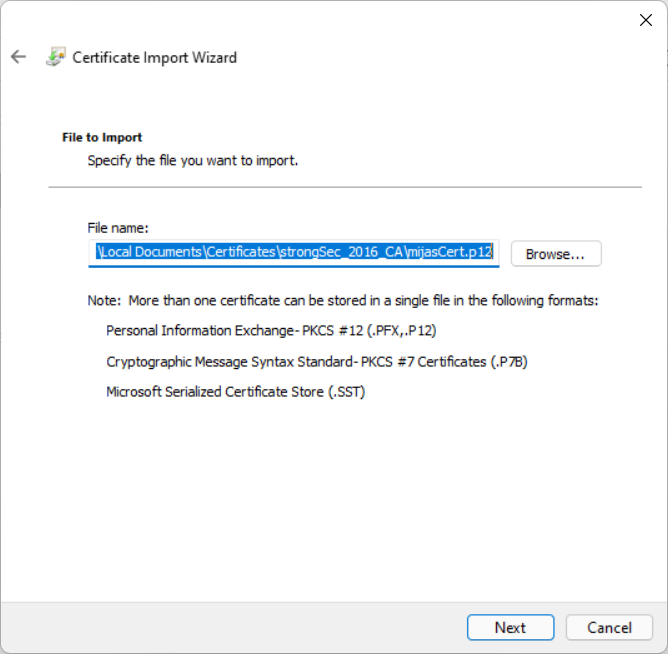 Certificate Import Wizard
File to Import
Specify the file you want to import.
File name:
\Local Documents\Certificates\strongSec_2016_CA\mijasCert.p12
Browse...
Note:  More than one certificate can be stored in a single file in the following formats:
Personal Information Exchange- PKCS #12 (.PFX,.P12)
Cryptographic Message Syntax Standard- PKCS #7 Certificates (.P7B)
Microsoft Serialized Certificate Store (.SST)
Next
Cancel